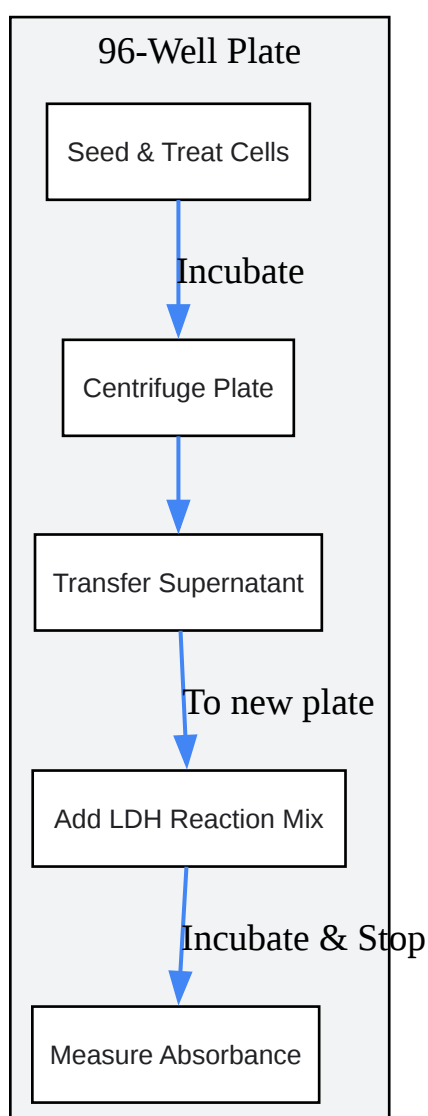 96-Well Plate
Seed & Treat Cells
Incubate
Centrifuge Plate
Transfer Supernatant
To new plate
Add LDH Reaction Mix
Incubate & Stop
Measure Absorbance